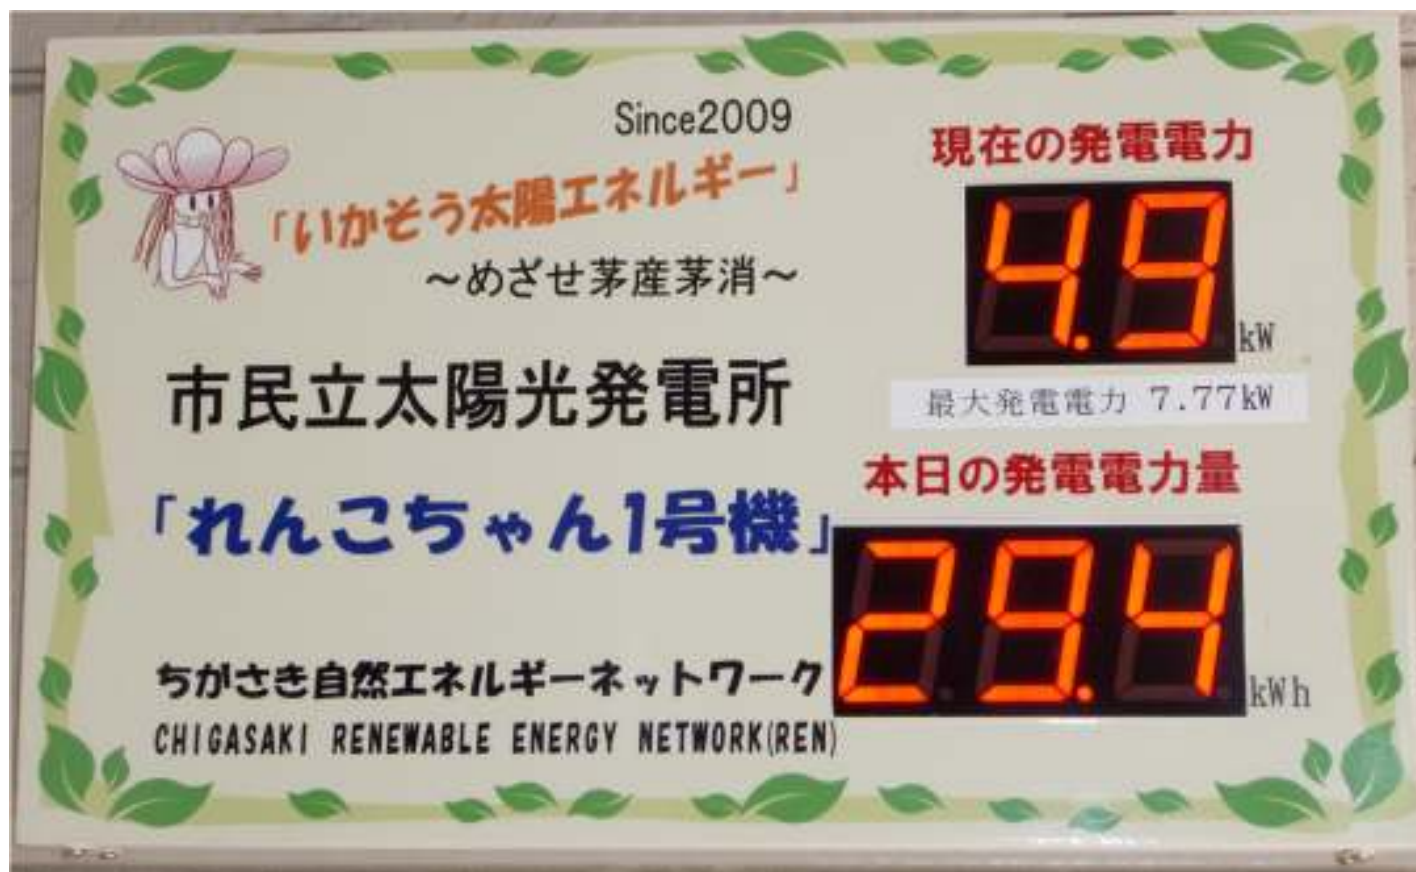 Since2009
「いかそう太陽エネルギー」
～めざせ茅産茅消～
市民立太陽光発電所
「れんこちゃん1号機」
ちがさき自然エネルギーネットワーク
CHIGASAKI RENEWABLE ENERGY NETWORK(REN)
現在の発電電力
4.9kW
最大発電電力 7.77kW
本日の発電電力量
29.4kWh